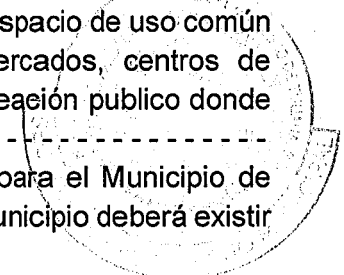 spacio de uso común
ercados, centros de
eación publico donde
- - - - - - - - - - - - - - - - - -
para el Municipio de
unicipio deberá existir